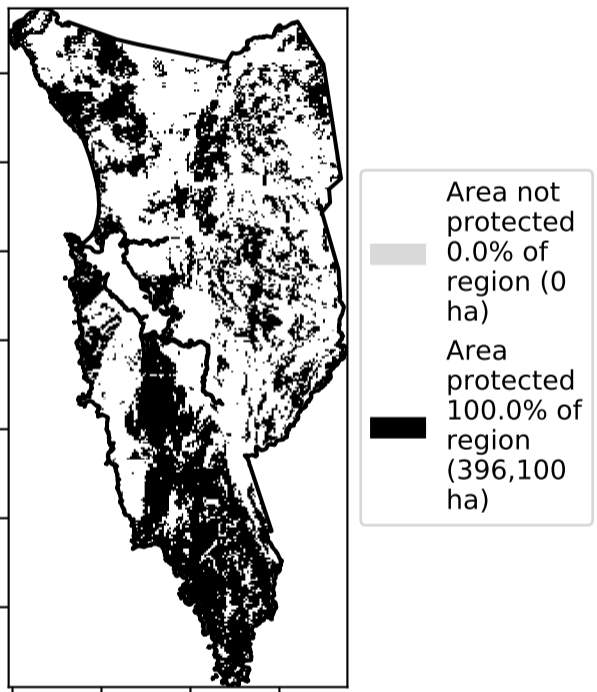 Area not
protected
0.0% of
region (0
ha)
Area
protected
100.0% of
region
(396,100
ha)